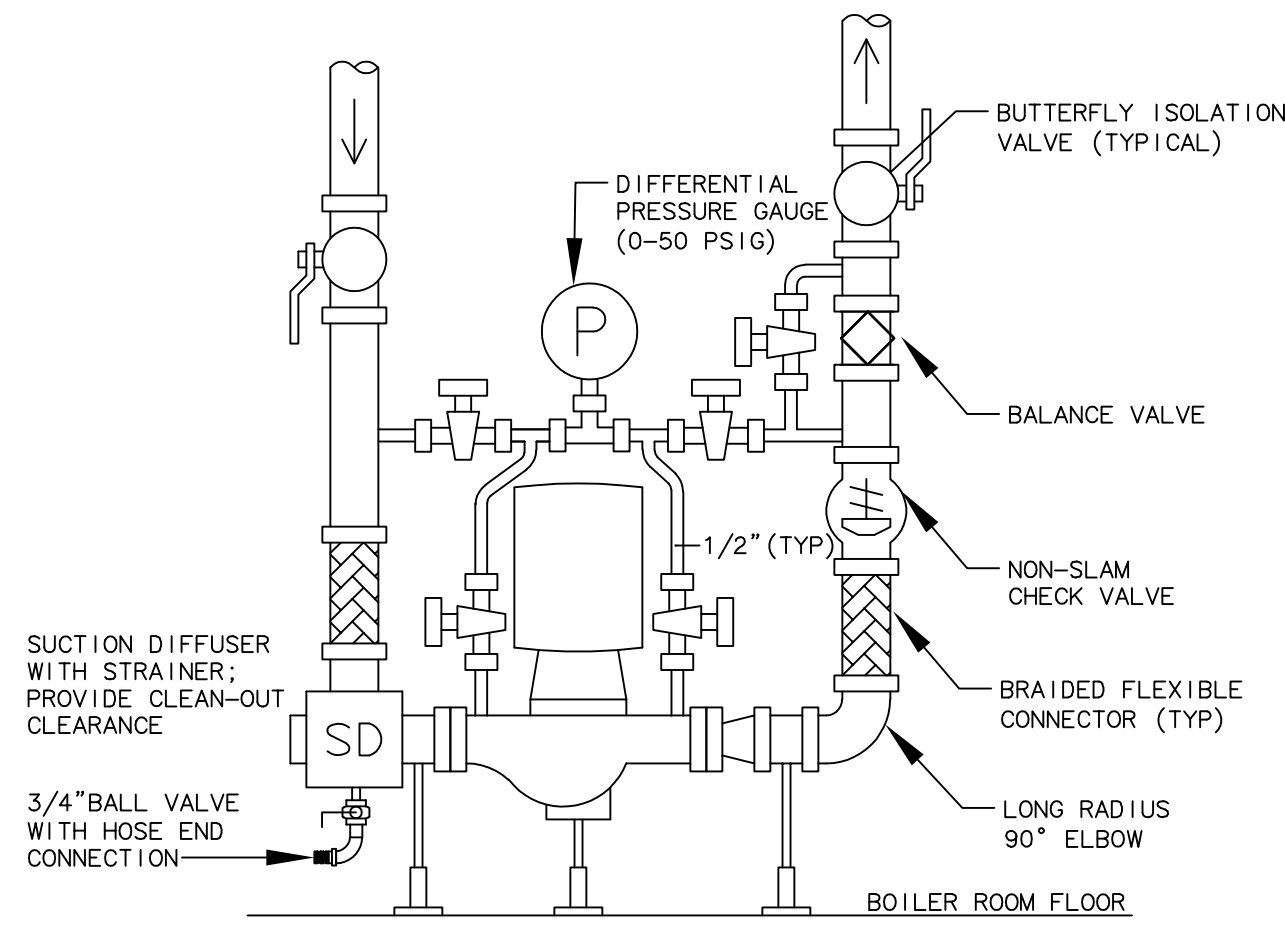 BUTTERFLY ISOLATION
VALVE (TYPICAL)
DIFFERENTIAL
PRESSURE GAUGE
(0-50 PSIG)
P
BALANCE VALVE
1/2" (TYP)
NON-SLAM
CHECK VALVE
SUCTION DIFFUSER
WITH STRAINER;
PROVIDE CLEAN-OUT
CLEARANCE
SD
BRAIDED FLEXIBLE
CONNECTOR (TYP)
3/4"BALL VALVE
WITH HOSE END
CONNECTION
LONG RADIUS
90° ELBOW
BOILER ROOM FLOOR